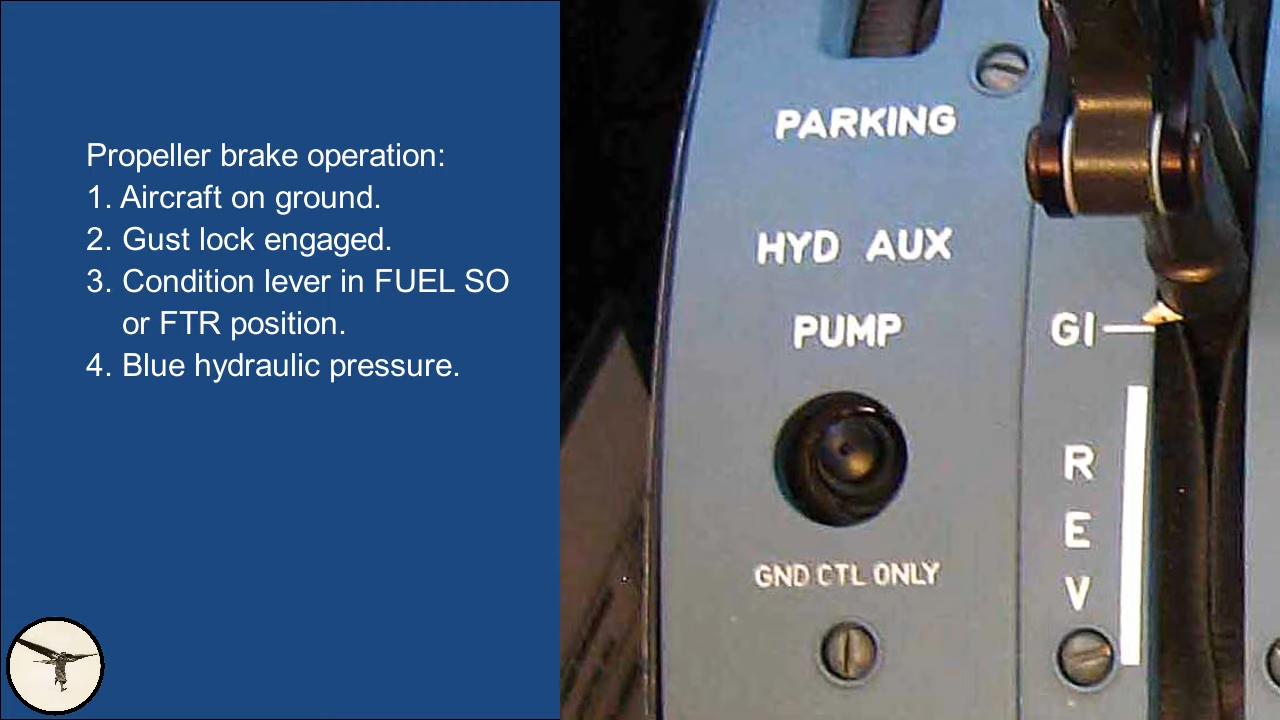 Propeller brake operation:
1. Aircraft on ground.
2. Gust lock engaged.
3. Condition lever in FUEL SO
or FTR position.
4. Blue hydraulic pressure.
PARKING
HYD AUX
PUMP
GND CTL ONLY
GI
R
E
V